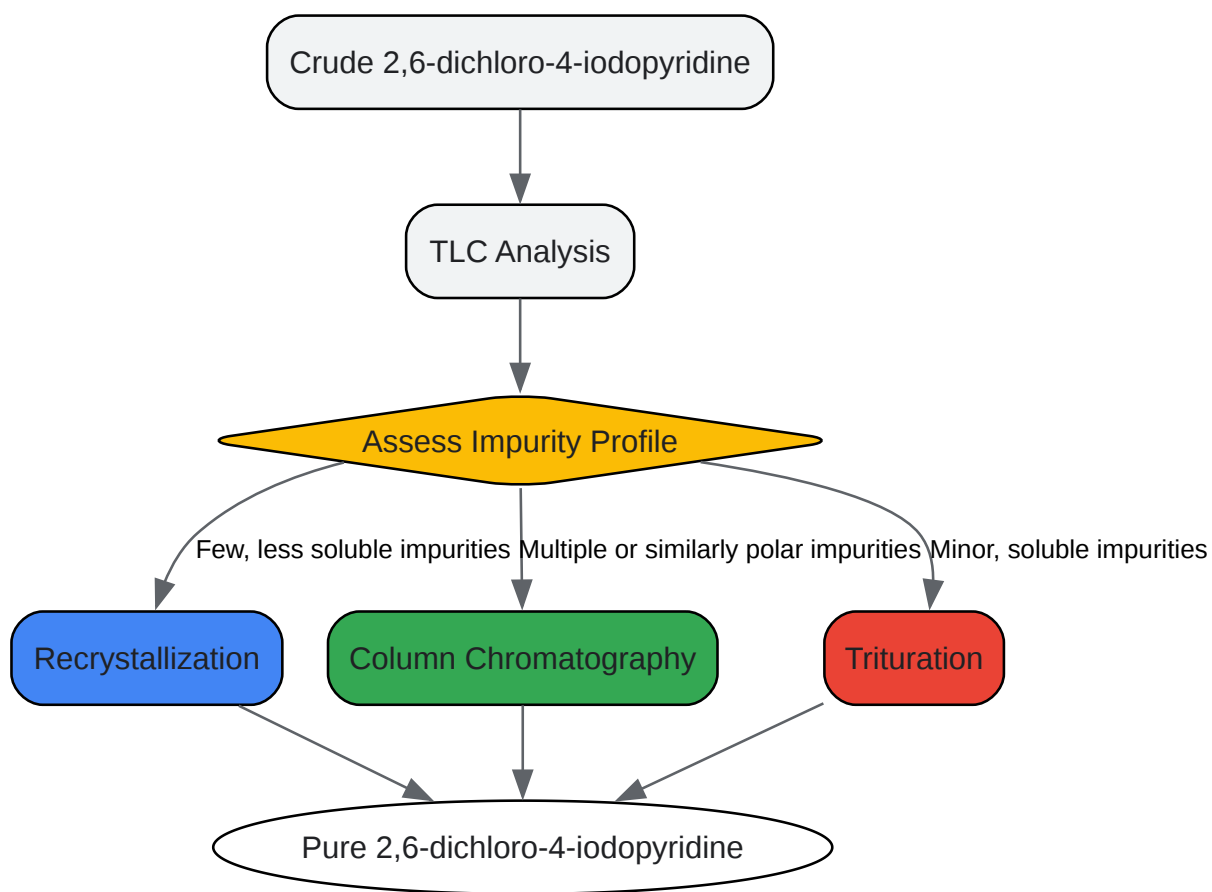 Crude 2,6-dichloro-4-iodopyridine
TLC Analysis
Assess Impurity Profile
Few, less soluble impurities
Multiple or similarly polar impurities
Minor, soluble impurities
Recrystallization
Column Chromatography
Trituration
Pure 2,6-dichloro-4-iodopyridine